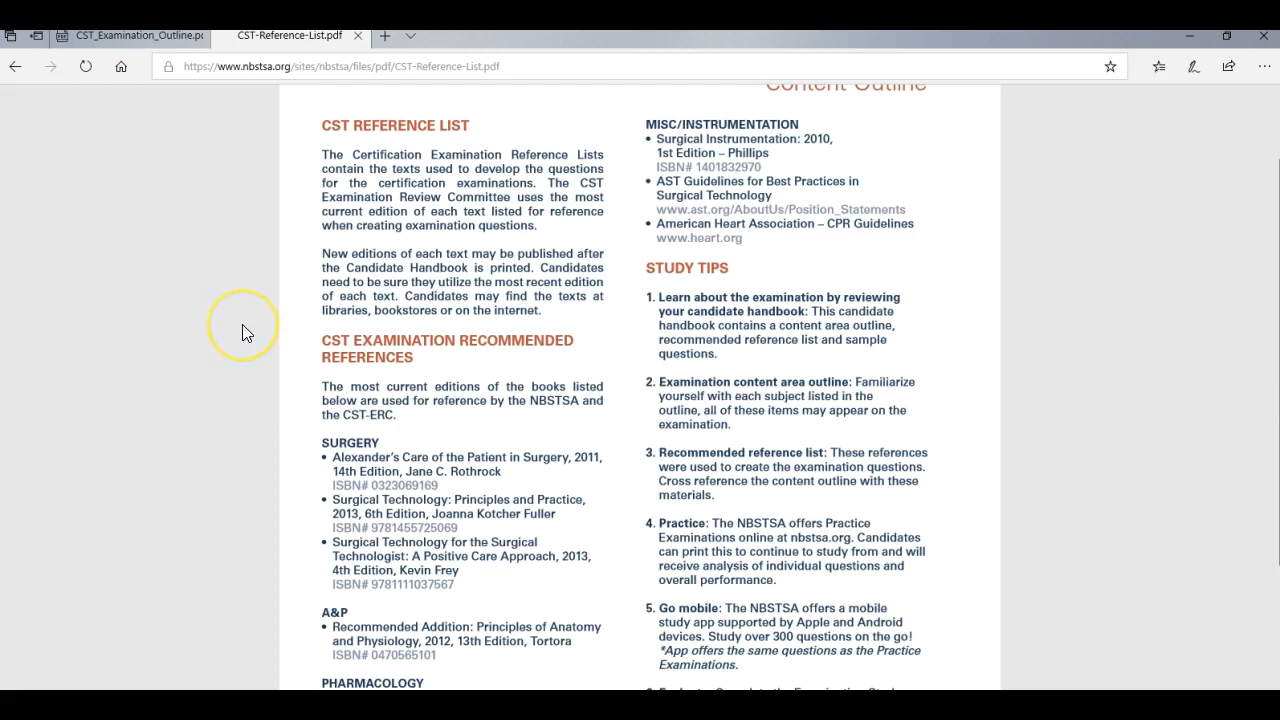 CST_Examination_Outline.pc
CST-Reference-List.pdf
https://www.nbstsa.org/sites/nbstsa/files/pdf/CST-Reference-List.pdf
Content Outline
CST REFERENCE LIST
The Certification Examination Reference Lists
contain the texts used to develop the questions
for the certification examinations. The CST
Examination Review Committee uses the most
current edition of each text listed for reference
when creating examination questions.
New editions of each text may be published after
the Candidate Handbook is printed. Candidates
need to be sure they utilize the most recent edition
of each text. Candidates may find the texts at
libraries, bookstores or on the internet.
CST EXAMINATION RECOMMENDED
REFERENCES
The most current editions of the books listed
below are used for reference by the NBSTSA and
the CST-ERC.
SURGERY
• Alexander's Care of the Patient in Surgery, 2011,
14th Edition, Jane C. Rothrock
ISBN# 0323069169
• Surgical Technology: Principles and Practice,
2013, 6th Edition, Joanna Kotcher Fuller
ISBN# 9781455725069
• Surgical Technology for the Surgical
Technologist: A Positive Care Approach, 2013,
4th Edition, Kevin Frey
ISBN# 9781111037567
A&P
• Recommended Addition: Principles of Anatomy
and Physiology, 2012, 13th Edition, Tortora
ISBN# 0470565101
PHARMACOLOGY
MISC/INSTRUMENTATION
• Surgical Instrumentation: 2010,
1st Edition – Phillips
ISBN# 1401832970
• AST Guidelines for Best Practices in
Surgical Technology
www.ast.org/AboutUs/Position_Statements
• American Heart Association – CPR Guidelines
www.heart.org
STUDY TIPS
1. Learn about the examination by reviewing
your candidate handbook: This candidate
handbook contains a content area outline,
recommended reference list and sample
questions.
2. Examination content area outline: Familiarize
yourself with each subject listed in the
outline, all of these items may appear on the
examination.
3. Recommended reference list: These references
were used to create the examination questions.
Cross reference the content outline with these
materials.
4. Practice: The NBSTSA offers Practice
Examinations online at nbstsa.org. Candidates
can print this to continue to study from and will
receive analysis of individual questions and
overall performance.
5. Go mobile: The NBSTSA offers a mobile
study app supported by Apple and Android
devices. Study over 300 questions on the go!
*App offers the same questions as the Practice
Examinations.